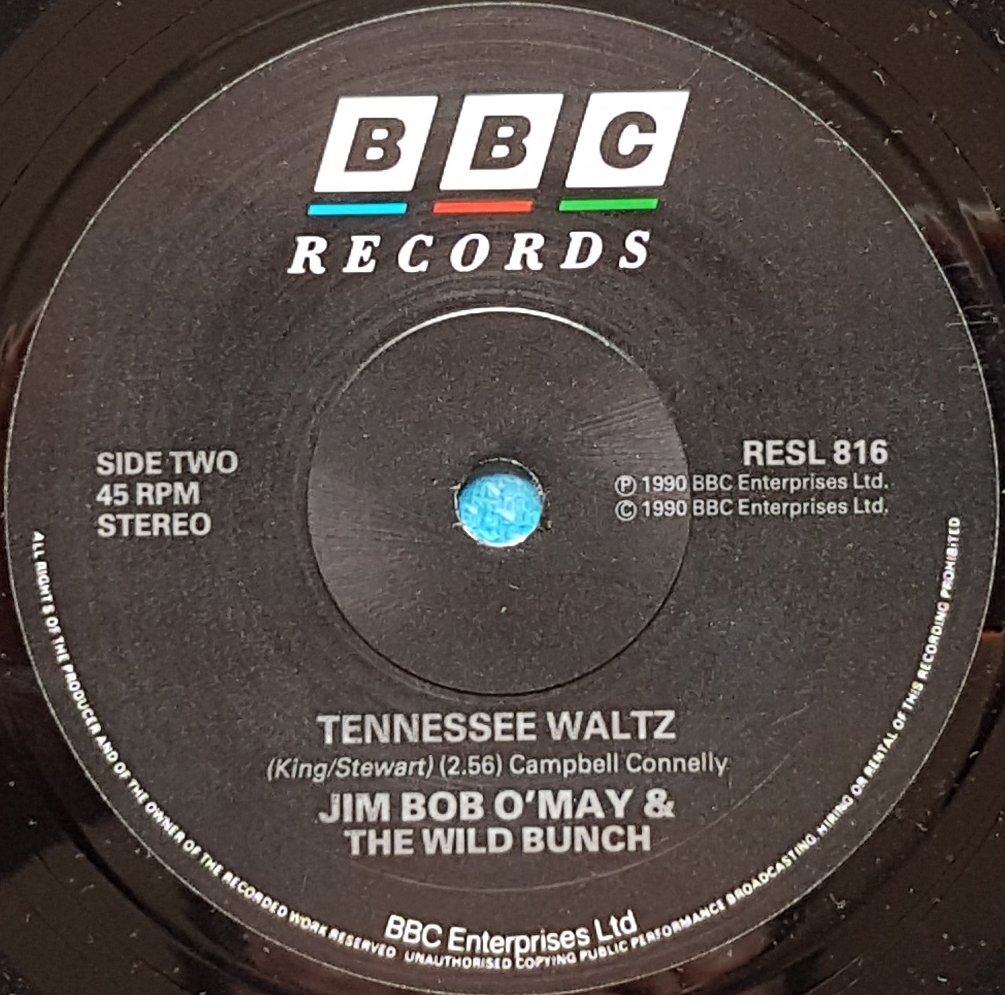 BBC
RECORDS
SIDE TWO
45 RPM
STEREO
RESL 816
Ⓟ 1990 BBC Enterprises Ltd.
© 1990 BBC Enterprises Ltd.
TENNESSEE WALTZ
(King/Stewart) (2.56) Campbell Connelly
JIM BOB O'MAY &
THE WILD BUNCH
BBC Enterprises Ltd
ALL RIGHTS OF THE PRODUCER AND OF THE OWNER OF THE RECORDED WORK RESERVED UNAUTHORISED COPYING PUBLIC PERFORMANCE BROADCASTING HIRING OR RENTAL OF THIS RECORDING PROHIBITED